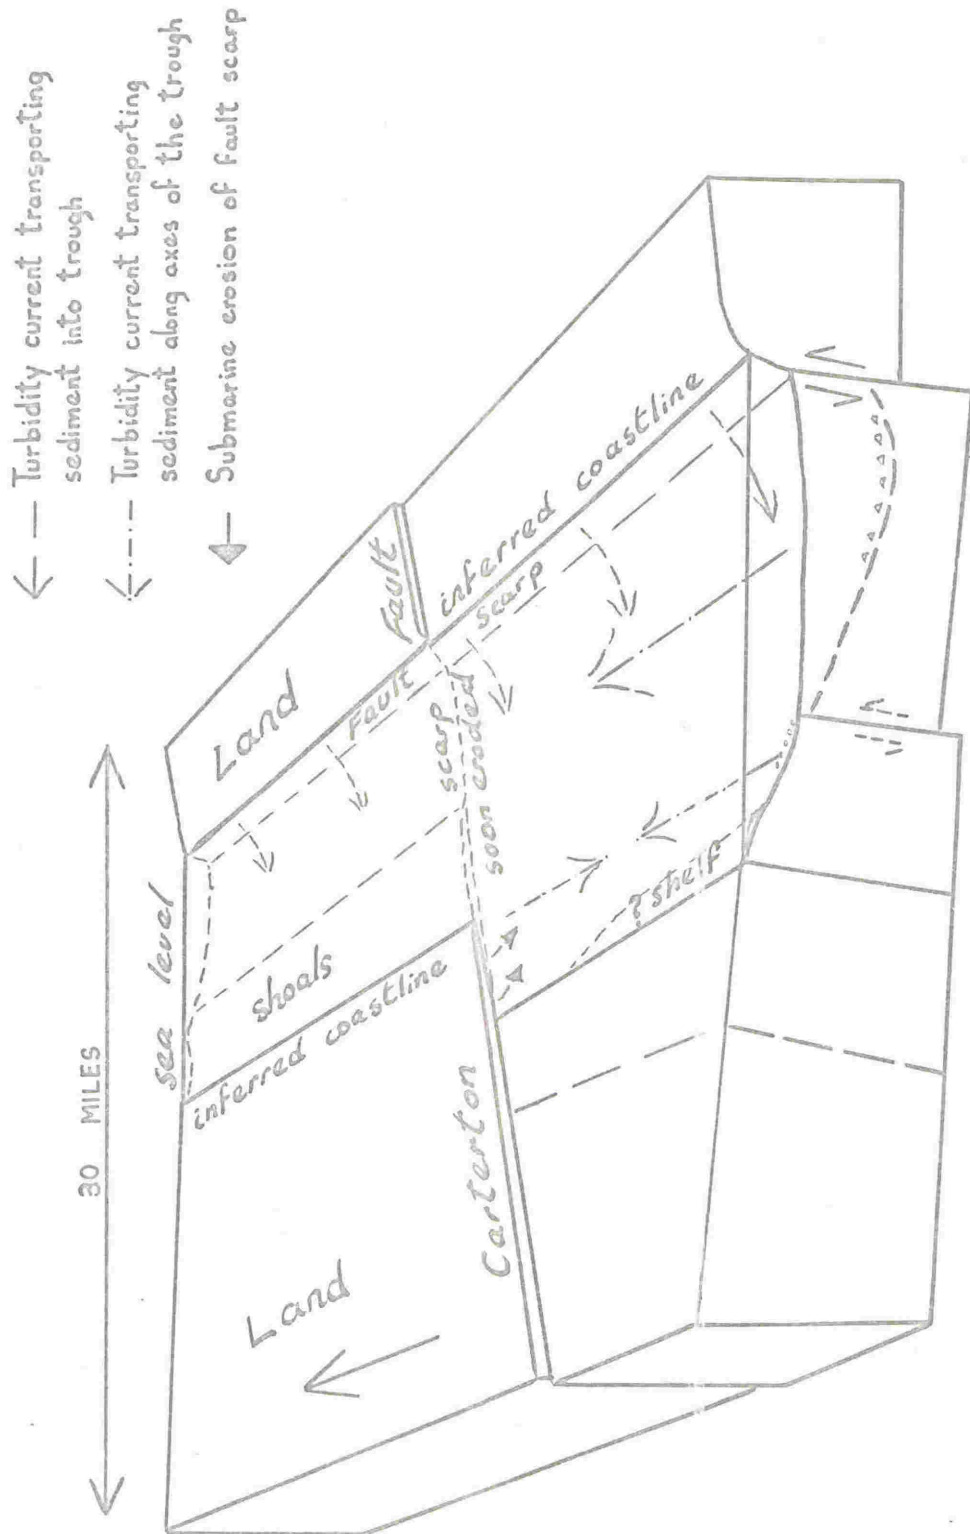 Turbidity current transporting
sediment into trough
Turbidity current transporting
sediment along axes of the trough
Submarine erosion of fault scarp
30 MILES
sea level
Land
Fault
fault
inferred coastline
scarp
shoals
inferred coastline
scarp
soon eroded
?shelf
Carterton
Land